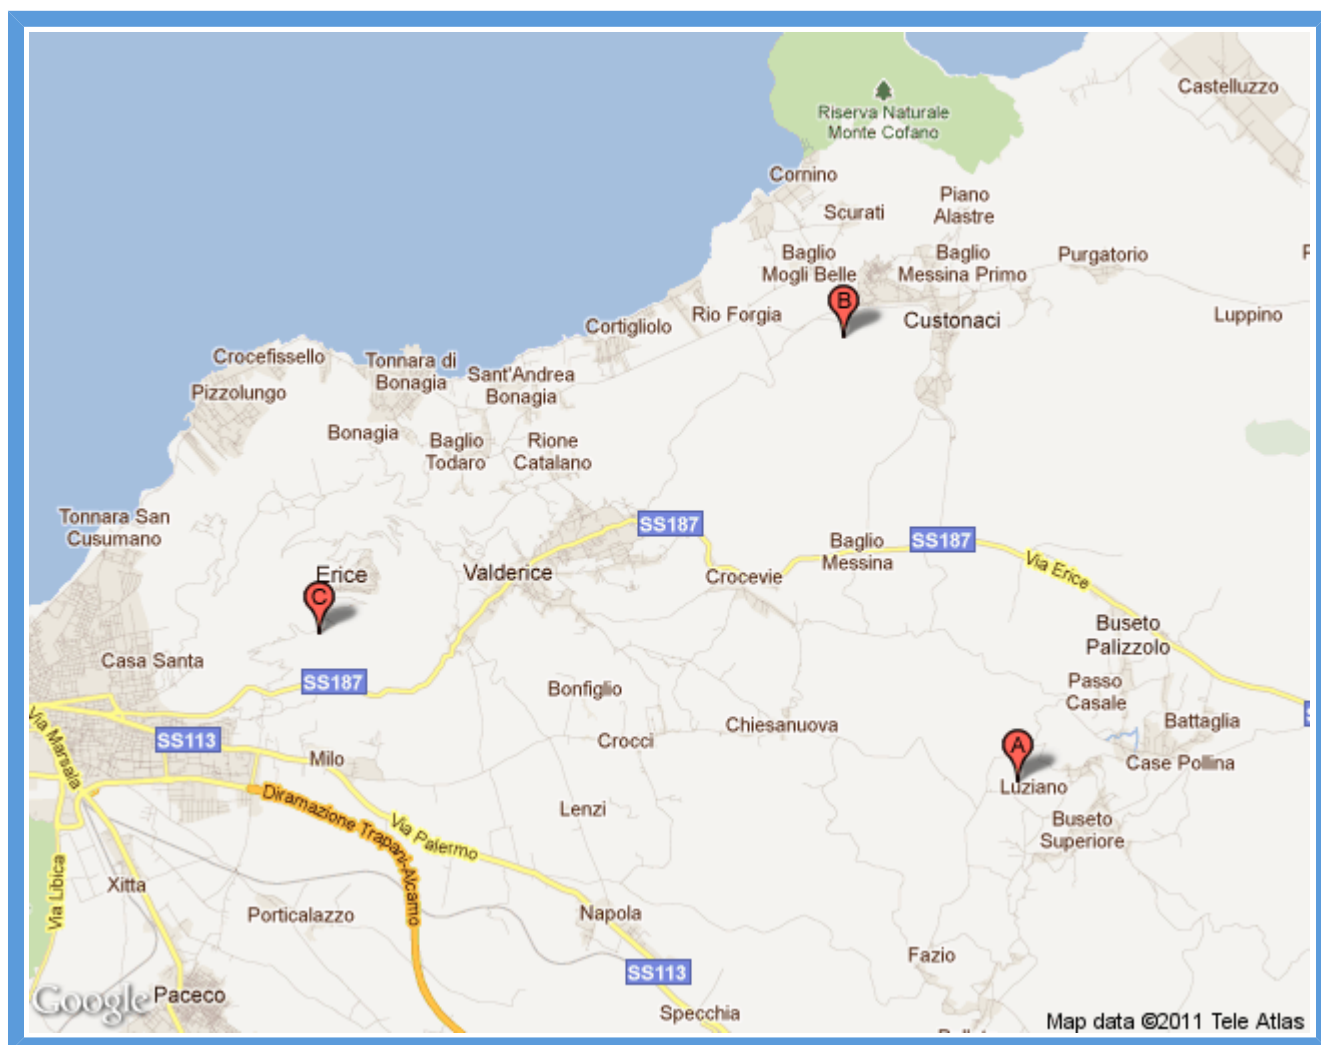 Castelluzzo
Riserva Naturale
Monte Cofano
Cornino
Piano
Alastre
Scurati
Baglio
Mogli Belle
Baglio
Messina Primo
Purgatorio
B
Rio Forgia
Custonaci
Luppino
Cortigliolo
Crocefissello
Tonnara di
Bonagia
Sant'Andrea
Bonagia
Pizzolungo
Bonagia
Baglio
Todaro
Rione
Catalano
Tonnara San
Cusumano
SS187
SS187
Baglio
Messina
Via Erice
Erice
Valderice
Crocevie
C
Buseto
Palizzolo
Casa Santa
SS187
Bonfiglio
Passo
Casale
Battaglia
Chiesanuova
Via Marsala
SS113
Crocci
A
Milo
Case Pollina
Luziano
Diramazione Trapani-Alcamo
Lenzi
Via Palermo
Buseto
Superiore
Via Libica
Xitta
Porticalazzo
Napola
Fazio
SS113
Google
Paceco
Specchia
Map data ©2011 Tele Atlas